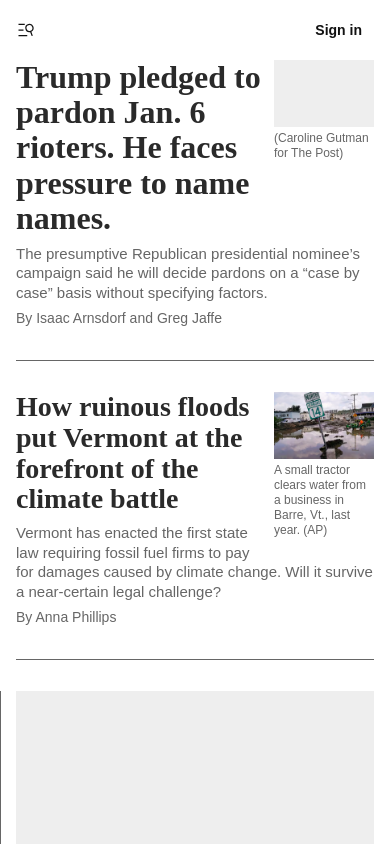 Sign in
Trump pledged to
pardon Jan. 6
rioters. He faces
pressure to name
names.
(Caroline Gutman
for The Post)
The presumptive Republican presidential nominee’s
campaign said he will decide pardons on a “case by
case” basis without specifying factors.
By Isaac Arnsdorf and Greg Jaffe
How ruinous floods
put Vermont at the
forefront of the
climate battle
A small tractor
clears water from
a business in
Barre, Vt., last
year. (AP)
Vermont has enacted the first state
law requiring fossil fuel firms to pay
for damages caused by climate change. Will it survive
a near-certain legal challenge?
By Anna Phillips